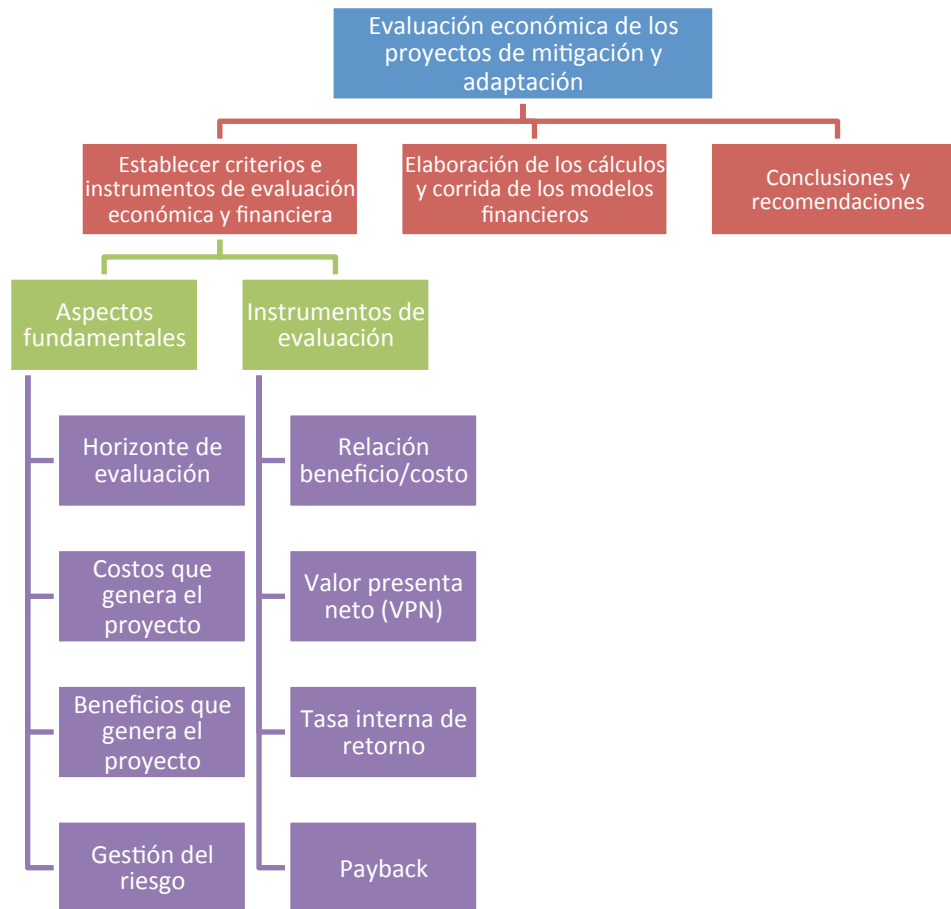 Evaluación económica de los
proyectos de mitigación y
adaptación
Establecer criterios e
instrumentos de evaluación
económica y financiera
Elaboración de los cálculos
y corrida de los modelos
financieros
Conclusiones y
recomendaciones
Aspectos
fundamentales
Instrumentos de
evaluación
Horizonte de
evaluación
Costos que
genera el
proyecto
Beneficios que
genera el
proyecto
Gestión del
riesgo
Relación
beneficio/costo
Valor presenta
neto (VPN)
Tasa interna de
retorno
Payback